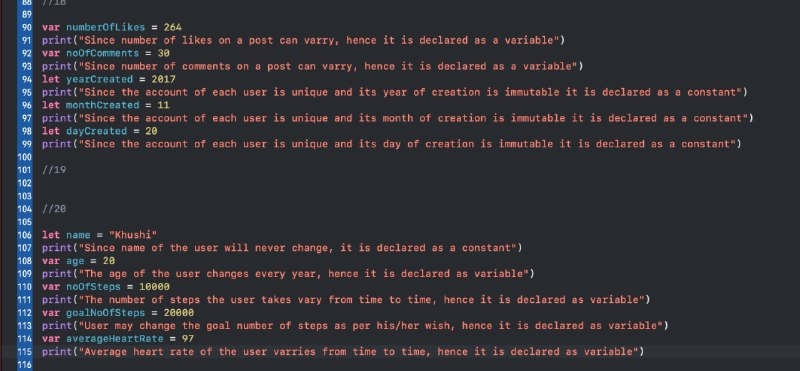 88 //18
89
90 var numberOfLikes = 264
91 print("Since number of likes on a post can varry, hence it is declared as a variable")
92 var noOfComments = 30
93 print("Since number of comments on a post can varry, hence it is declared as a variable")
94 let yearCreated = 2017
95 print("Since the account of each user is unique and its year of creation is immutable it is declared as a constant")
96 let monthCreated = 11
97 print("Since the account of each user is unique and its month of creation is immutable it is declared as a constant")
98 let dayCreated = 20
99 print("Since the account of each user is unique and its day of creation is immutable it is declared as a constant")
100
101 //19
102
103
104 //20
105
106 let name = "Khushi"
107 print("Since name of the user will never change, it is declared as a constant")
108 var age = 20
109 print("The age of the user changes every year, hence it is declared as variable")
110 var noOfSteps = 10000
111 print("The number of steps the user takes vary from time to time, hence it is declared as variable")
112 var goalNoOfSteps = 20000
113 print("User may change the goal number of steps as per his/her wish, hence it is declared as variable")
114 var averageHeartRate = 97
115 print("Average heart rate of the user varries from time to time, hence it is declared as variable")
116